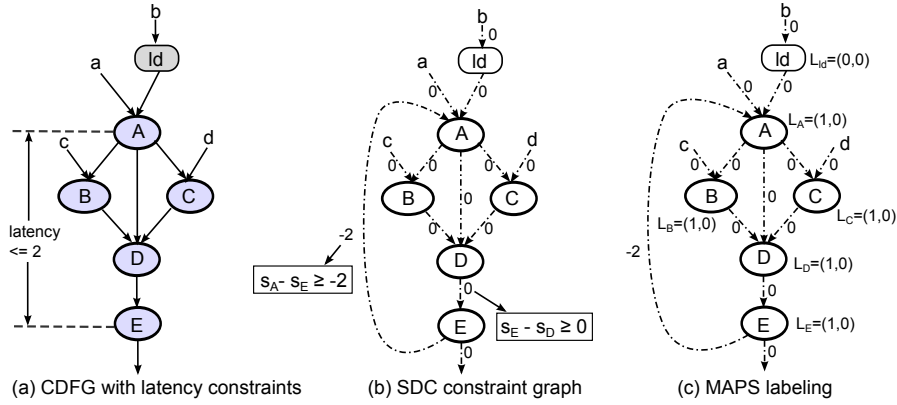 b
ld
a
A
c
d
B
C
latency
<= 2
D
E
(a) CDFG with latency constraints
b
0
ld
a
0
0
A
c
d
0
0
0
0
B
C
0
0
0
-2
D
s_A - s_E ≥ -2
0
s_E - s_D ≥ 0
E
0
(b) SDC constraint graph
b
0
ld
L_ld=(0,0)
a
0
0
A
L_A=(1,0)
c
d
0
0
0
0
B
C
L_B=(1,0)
0
0
0
L_C=(1,0)
-2
D
L_D=(1,0)
0
E
L_E=(1,0)
0
(c) MAPS labeling